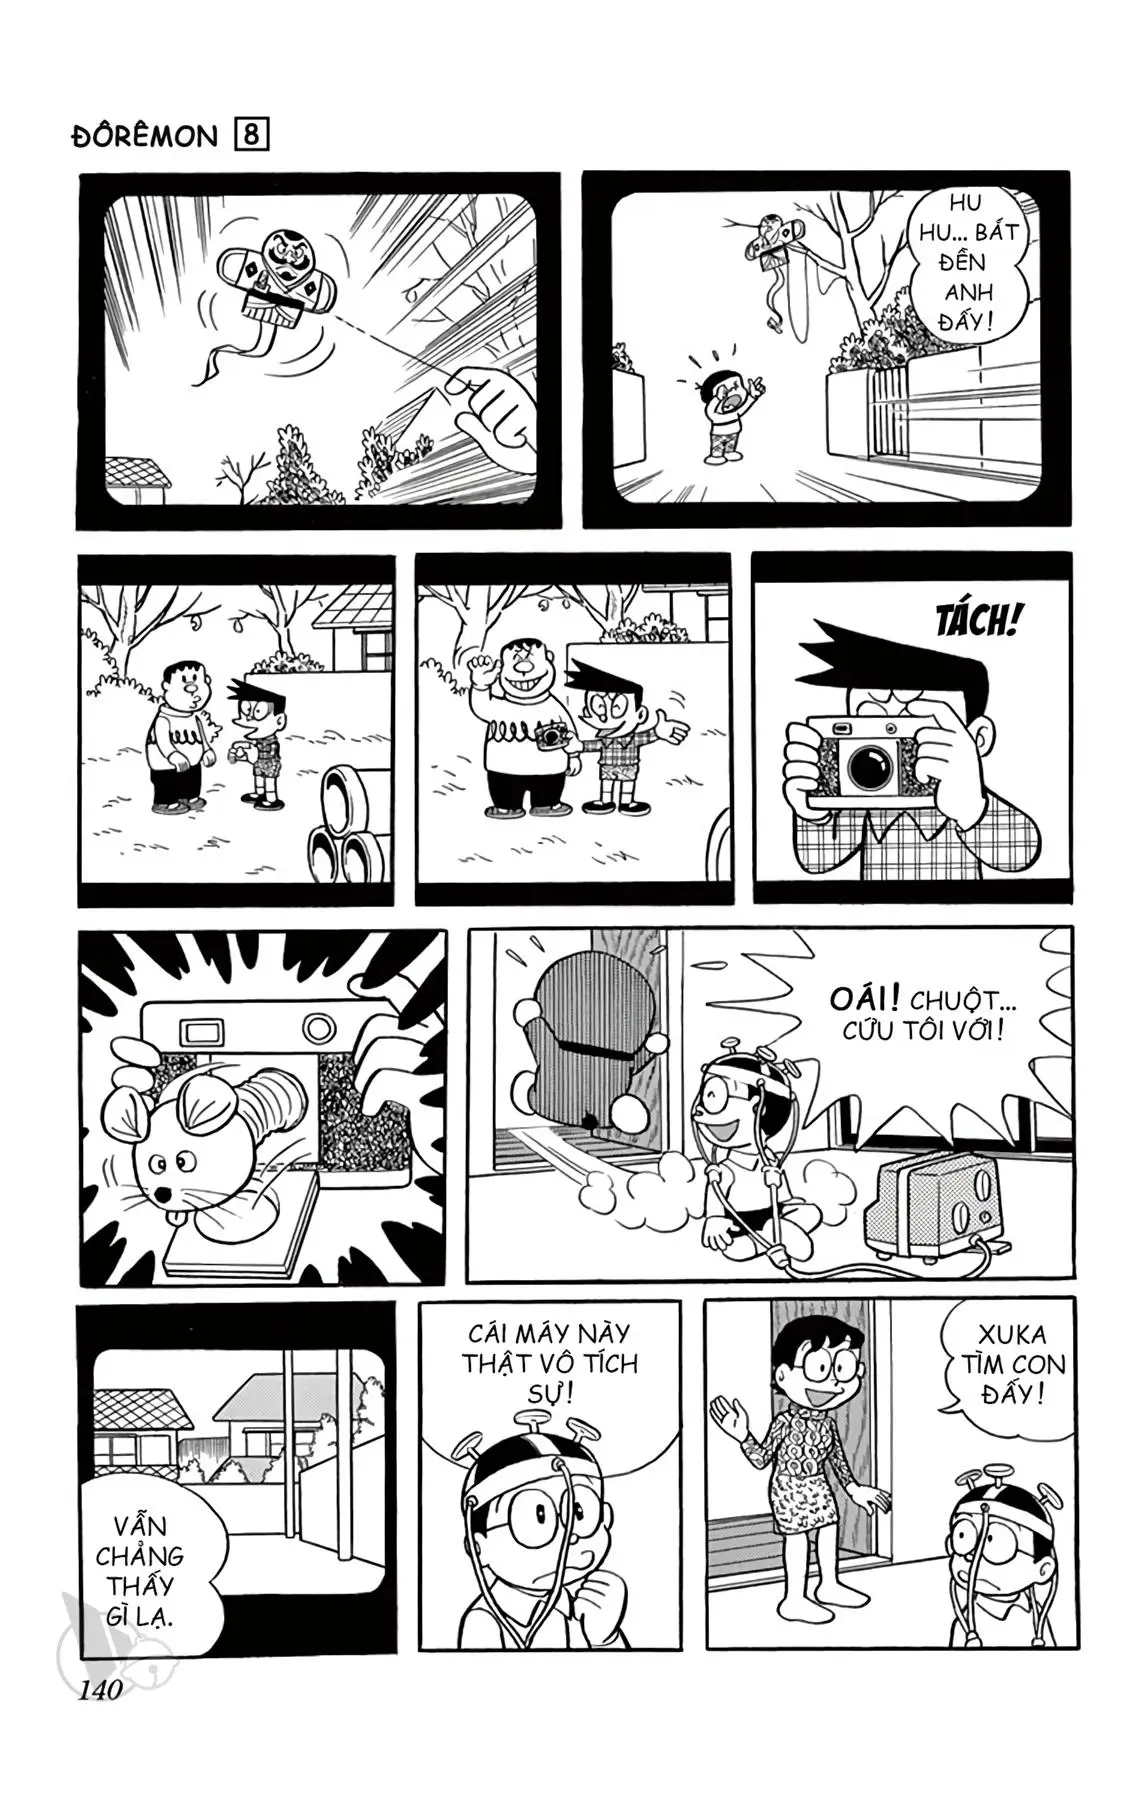 ĐÔRÊMON 8
HU
HU... BẮT
ĐỀN
ANH
ĐẤY!
TÁCH!
OÁI! CHUỘT...
CỨU TÔI VỚI!
VẪN
CHẲNG
THẤY
GÌ LẠ.
CÁI MÁY NÀY
THẬT VÔ TÍCH
SỰ!
XUKA
TÌM CON
ĐẤY!
140